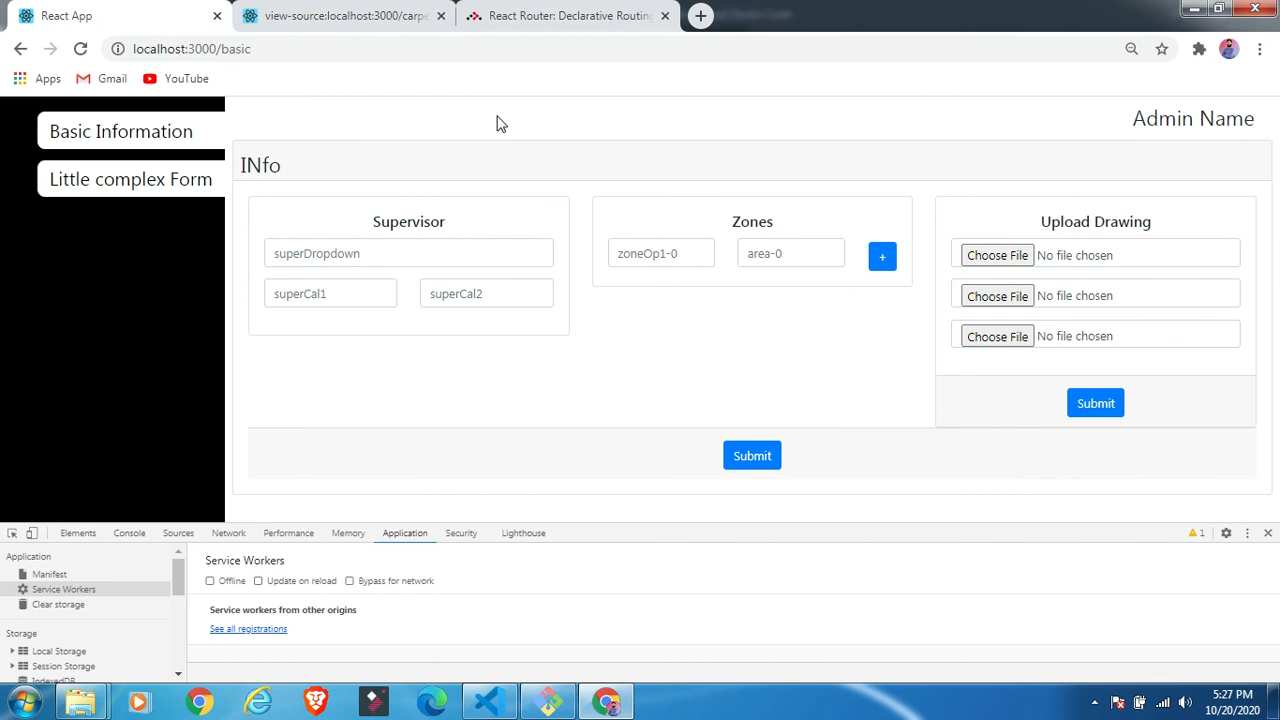 React App
view-source:localhost:3000/carpe
React Router: Declarative Routing
localhost:3000/basic
Apps
Gmail
YouTube
Basic Information
Little complex Form
Admin Name
INfo
Supervisor
superDropdown
superCal1
superCal2
Zones
zoneOp1-0
area-0
+
Upload Drawing
Choose File No file chosen
Choose File No file chosen
Choose File No file chosen
Submit
Submit
Elements
Console
Sources
Network
Performance
Memory
Application
Security
Lighthouse
1
Application
Manifest
Service Workers
Clear storage
Storage
Local Storage
Session Storage
IndexedDB
Service Workers
Offline
Update on reload
Bypass for network
Service workers from other origins
See all registrations
5:27 PM
10/20/2020